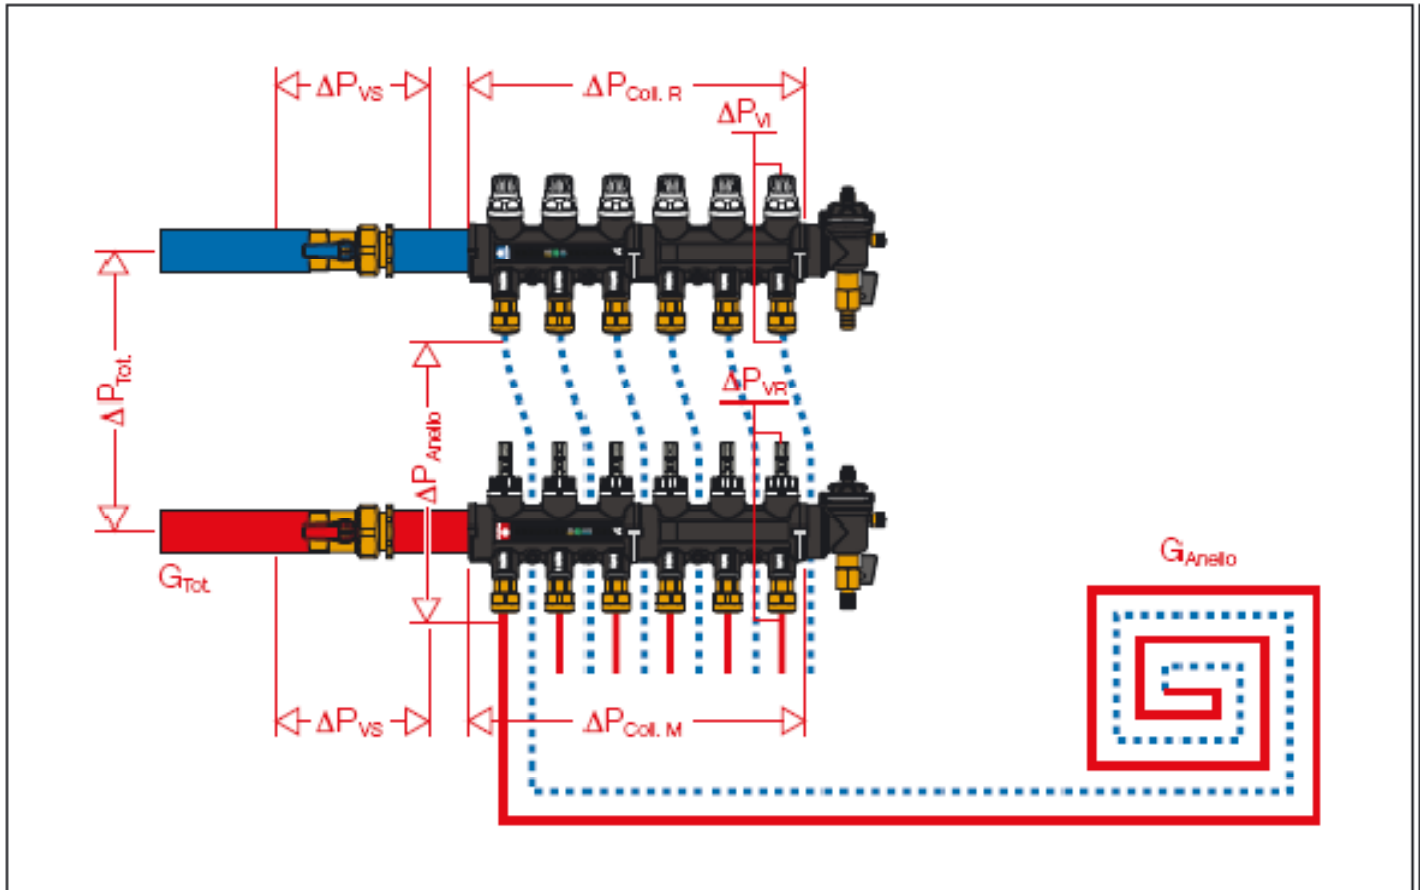 ΔPVS
ΔPColl. R
ΔPVI
ΔPTot.
ΔPAnello
ΔPVR
GTot.
GAnello
ΔPVS
ΔPColl. M